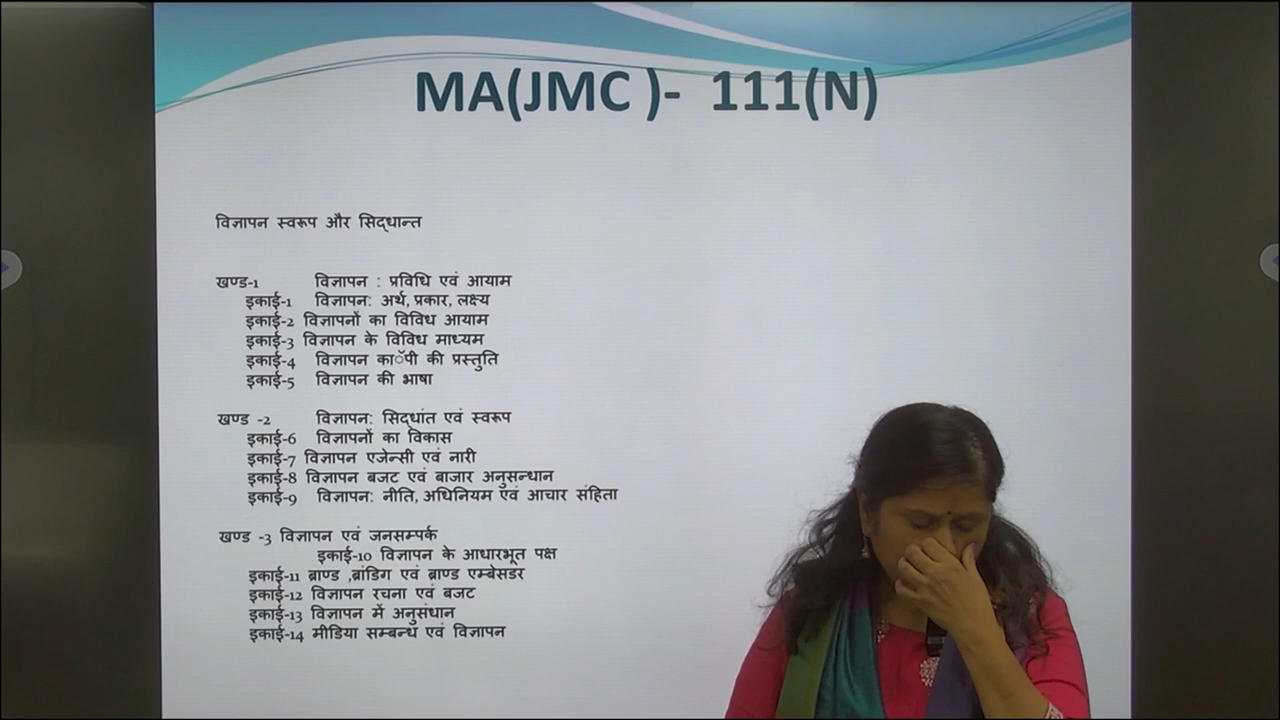 MA(JMC )- 111(N)
विज्ञापन स्वरूप और सिद्धान्त
खण्ड-1 विज्ञापन : प्रविधि एवं आयाम
इकाई-1 विज्ञापन: अर्थ, प्रकार, लक्ष्य
इकाई-2 विज्ञापनों का विविध आयाम
इकाई-3 विज्ञापन के विविध माध्यम
इकाई-4 विज्ञापन काॅपी की प्रस्तुति
इकाई-5 विज्ञापन की भाषा
खण्ड -2 विज्ञापन: सिद्धांत एवं स्वरूप
इकाई-6 विज्ञापनों का विकास
इकाई-7 विज्ञापन एजेन्सी एवं नारी
इकाई-8 विज्ञापन बजट एवं बाजार अनुसन्धान
इकाई-9 विज्ञापन: नीति, अधिनियम एवं आचार संहिता
खण्ड -3 विज्ञापन एवं जनसम्पर्क
इकाई-10 विज्ञापन के आधारभूत पक्ष
इकाई-11 ब्राण्ड ,ब्रांडिग एवं ब्राण्ड एम्बेसडर
इकाई-12 विज्ञापन रचना एवं बजट
इकाई-13 विज्ञापन में अनुसंधान
इकाई-14 मीडिया सम्बन्ध एवं विज्ञापन